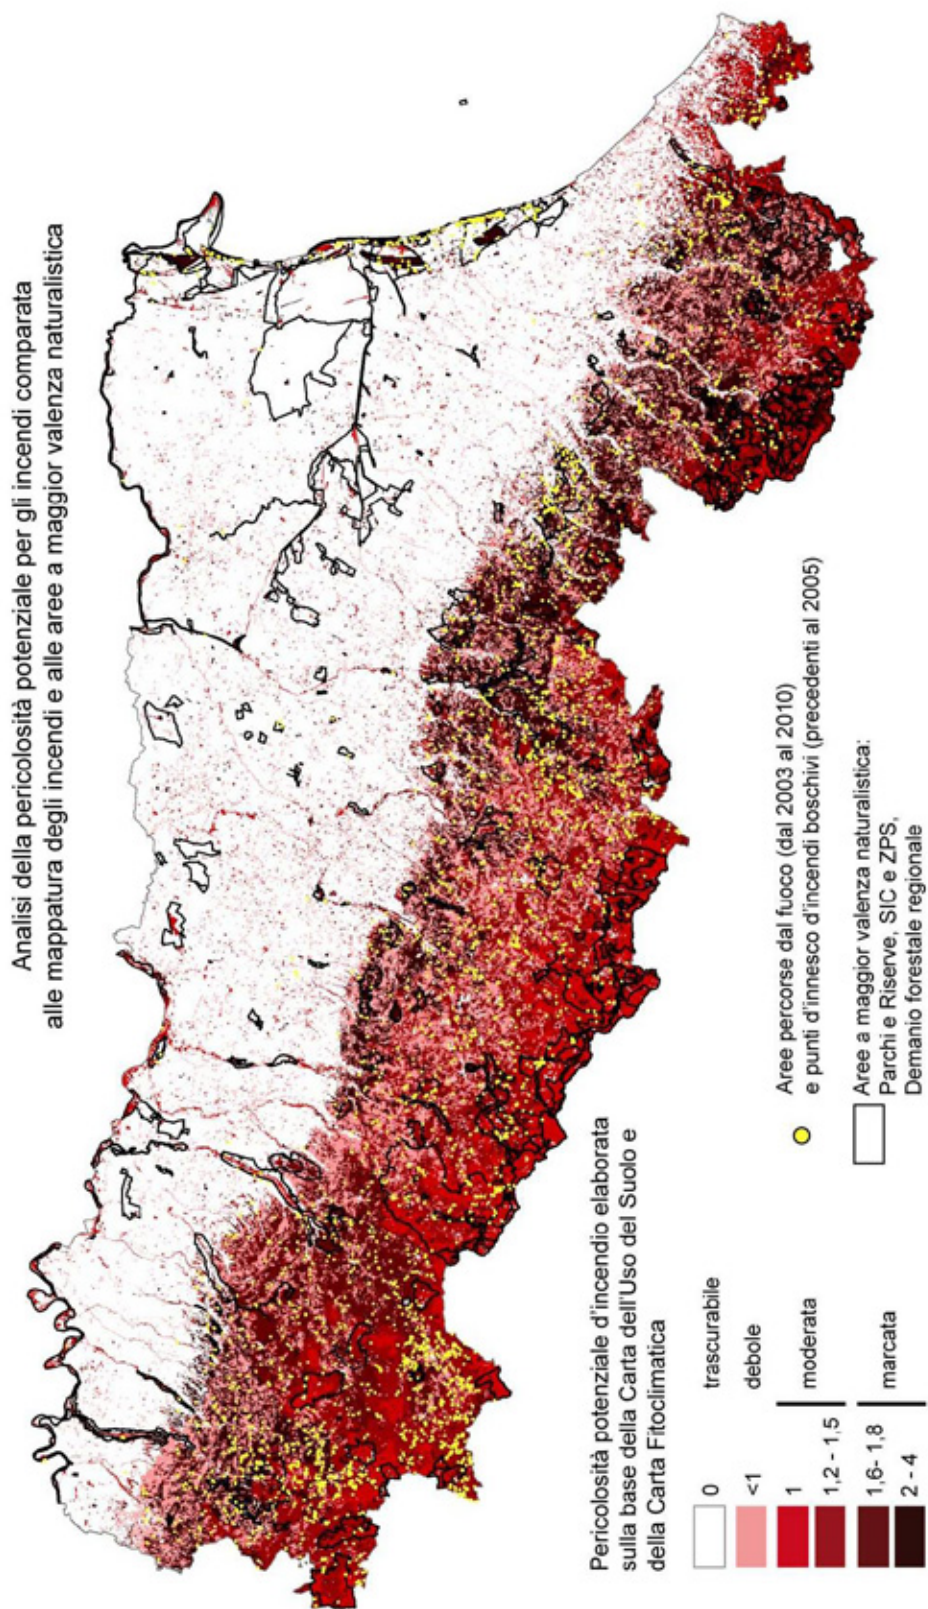 Analisi della pericolosità potenziale per gli incendi comparata
alle mappatura degli incendi e alle aree a maggior valenza naturalistica
Pericolosità potenziale d'incendio elaborata
sulla base della Carta dell'Uso del Suolo e
della Carta Fitoclimatica
0 trascurabile
<1 debole
1
moderata
1,2 - 1,5
1,6- 1,8
marcata
2 - 4
Aree percorse dal fuoco (dal 2003 al 2010)
e punti d'innesco d'incendi boschivi (precedenti al 2005)
Aree a maggior valenza naturalistica:
Parchi e Riserve, SIC e ZPS,
Demanio forestale regionale